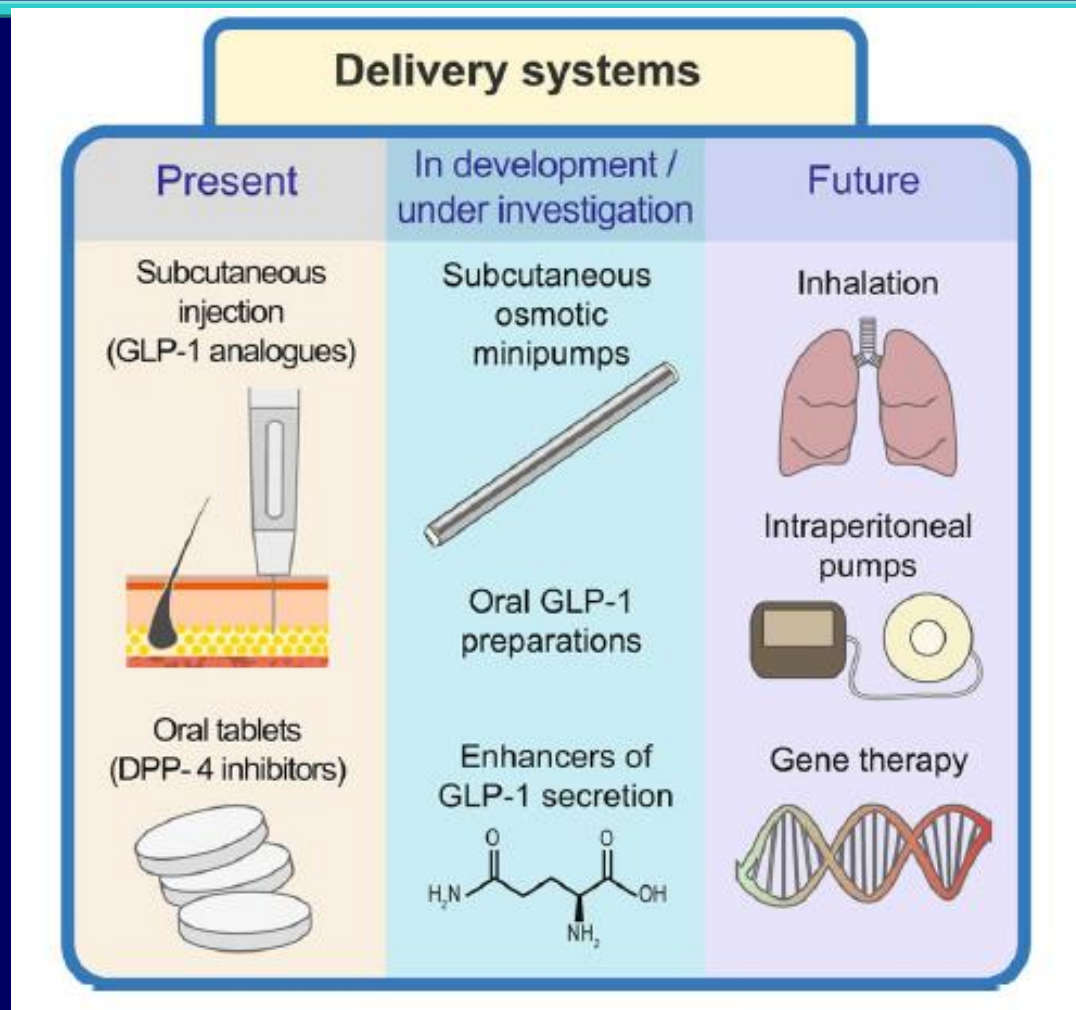 Delivery systems
Present
Subcutaneous
injection
(GLP-1 analogues)
Oral tablets
(DPP- 4 inhibitors)
In development /
under investigation
Subcutaneous
osmotic
minipumps
Oral GLP-1
preparations
Enhancers of
GLP-1 secretion
O O
H₂N OH
NH₂
Future
Inhalation
Intraperitoneal
pumps
Gene therapy